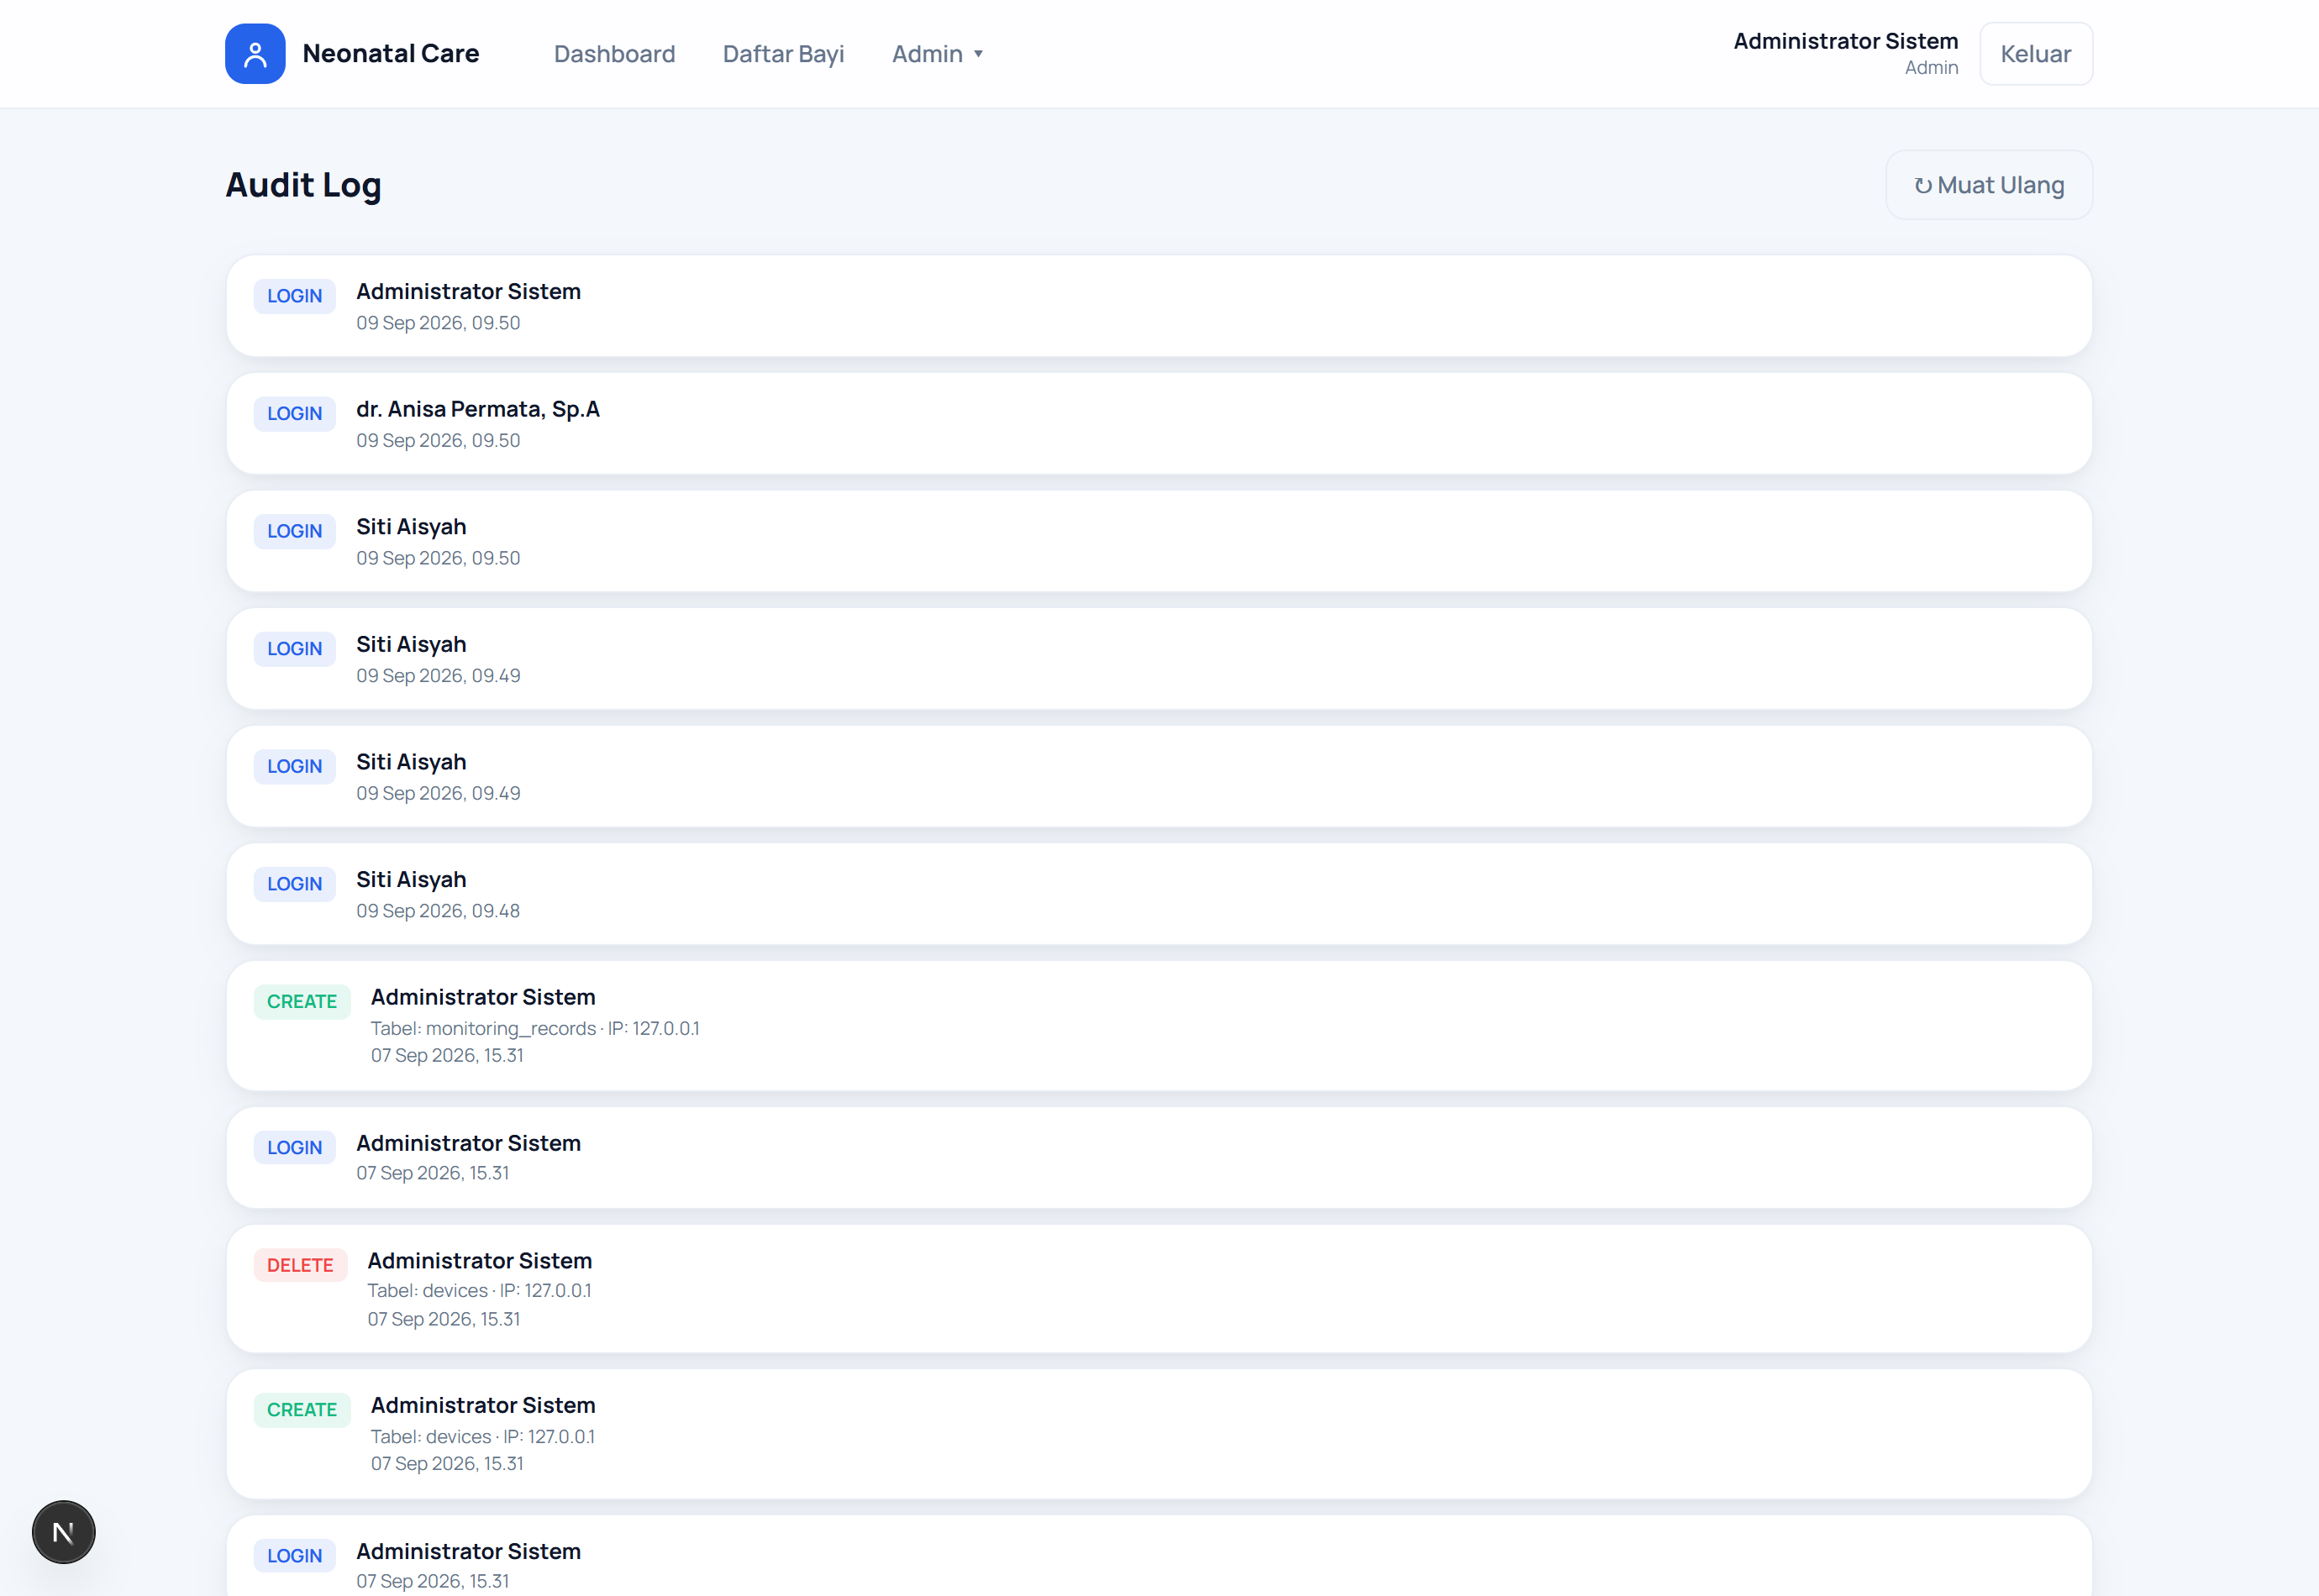 Neonatal Care
Dashboard
Daftar Bayi
Admin ▾
Administrator Sistem
Admin
Keluar
Audit Log
↻ Muat Ulang
LOGIN
Administrator Sistem
09 Sep 2026, 09.50
LOGIN
dr. Anisa Permata, Sp.A
09 Sep 2026, 09.50
LOGIN
Siti Aisyah
09 Sep 2026, 09.50
LOGIN
Siti Aisyah
09 Sep 2026, 09.49
LOGIN
Siti Aisyah
09 Sep 2026, 09.49
LOGIN
Siti Aisyah
09 Sep 2026, 09.48
CREATE
Administrator Sistem
Tabel: monitoring_records · IP: 127.0.0.1
07 Sep 2026, 15.31
LOGIN
Administrator Sistem
07 Sep 2026, 15.31
DELETE
Administrator Sistem
Tabel: devices · IP: 127.0.0.1
07 Sep 2026, 15.31
CREATE
Administrator Sistem
Tabel: devices · IP: 127.0.0.1
07 Sep 2026, 15.31
LOGIN
Administrator Sistem
07 Sep 2026, 15.31
N